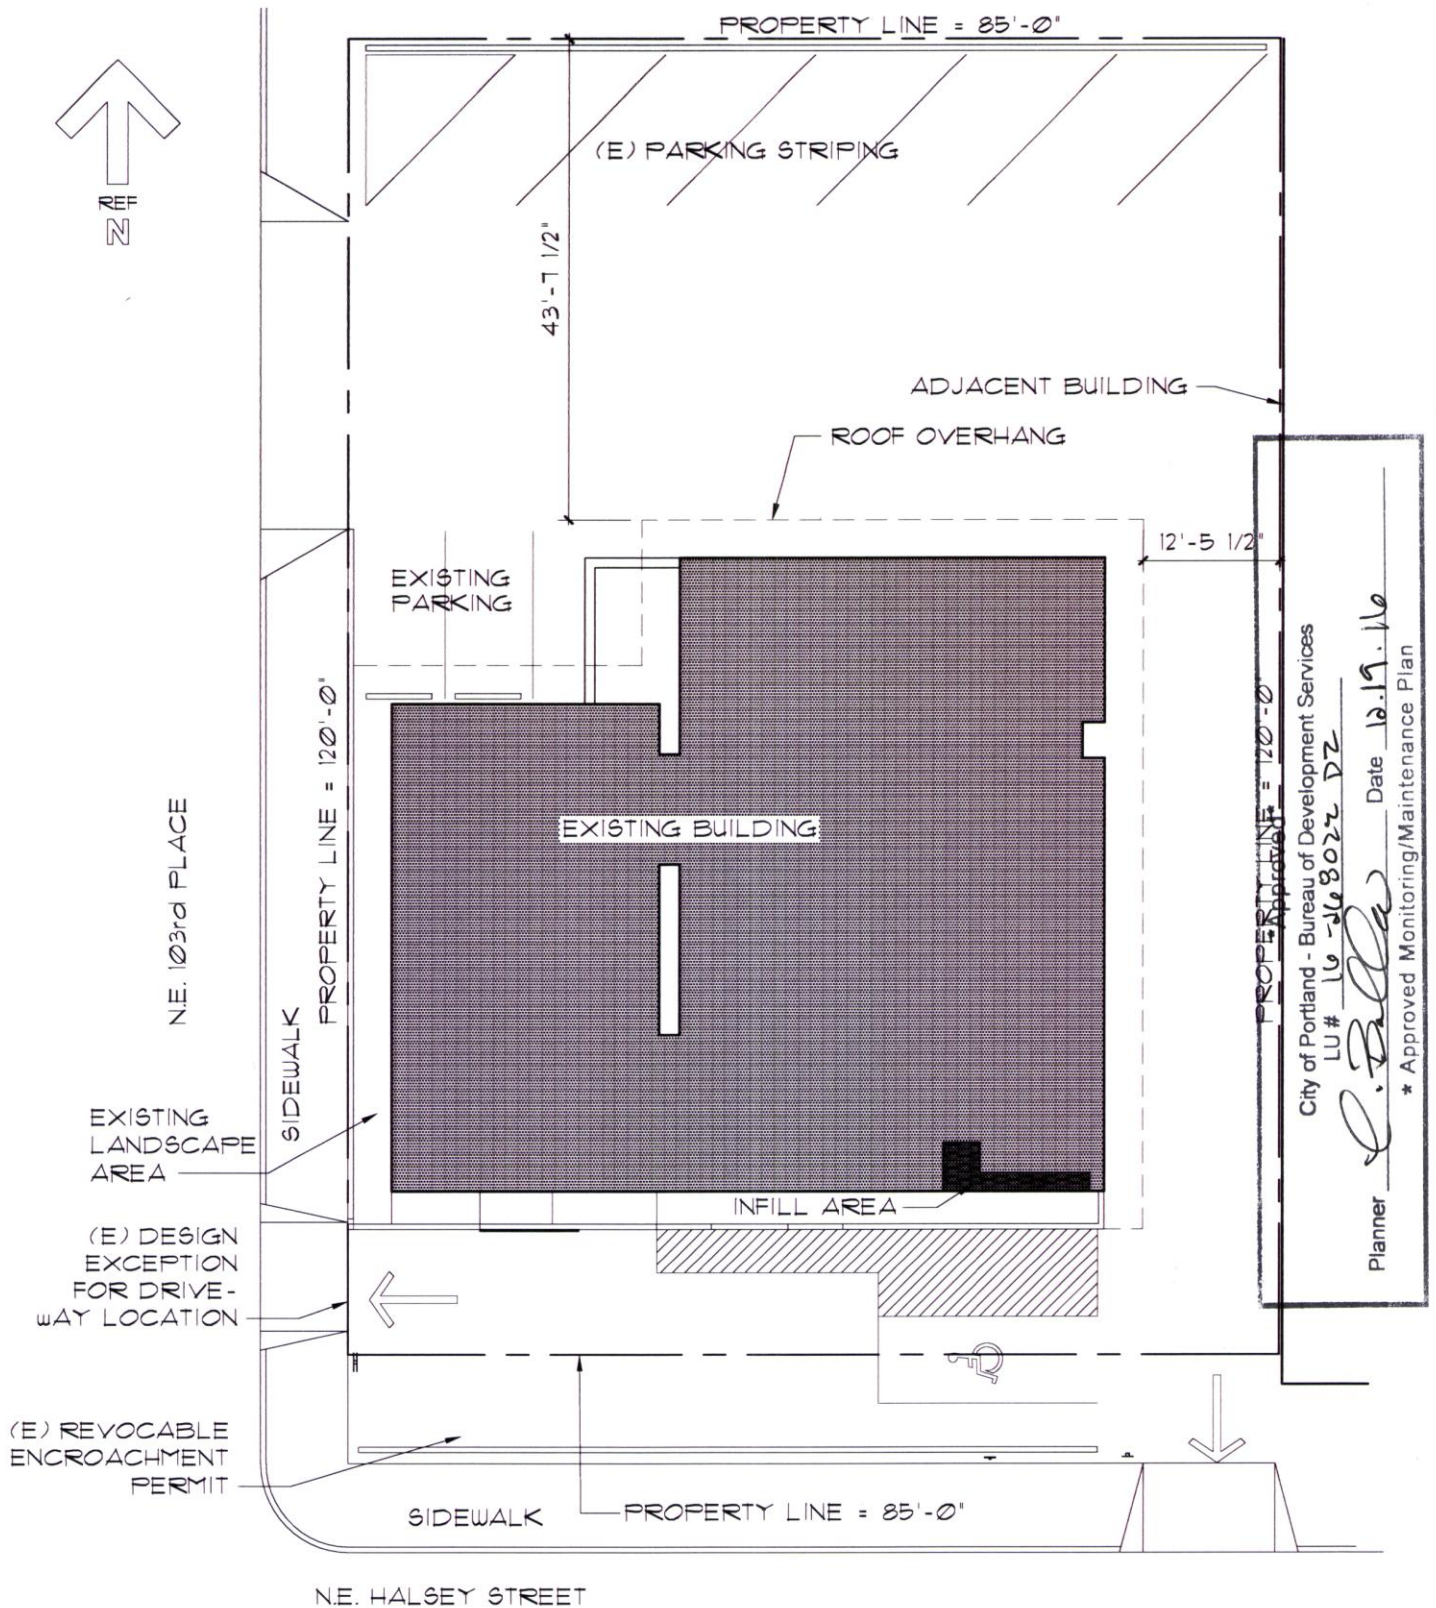 PROPERTY LINE = 85'-0"
(E) PARKING STRIPING
REF
N
43'-7 1/2"
ADJACENT BUILDING
ROOF OVERHANG
12'-5 1/2"
EXISTING
PARKING
PROPERTY LINE = 120'-0"
N.E. 103rd PLACE
SIDEWALK
EXISTING BUILDING
PROPERTY LINE = 120'-0"
*Approved*
City of Portland - Bureau of Development Services
LU # 16-268022 DZ
Planner Date 12.19.16
* Approved Monitoring/Maintenance Plan
EXISTING
LANDSCAPE
AREA
INFILL AREA
(E) DESIGN
EXCEPTION
FOR DRIVE-
WAY LOCATION
(E) REVOCABLE
ENCROACHMENT
PERMIT
SIDEWALK
PROPERTY LINE = 85'-0"
N.E. HALSEY STREET